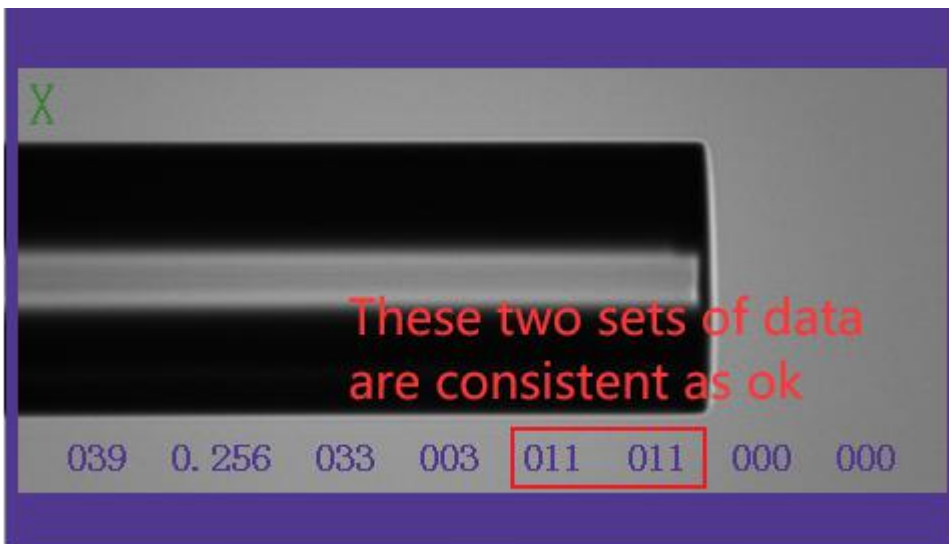 X
These two sets of data
are consistent as ok
039 0.256 033 003 011 011 000 000